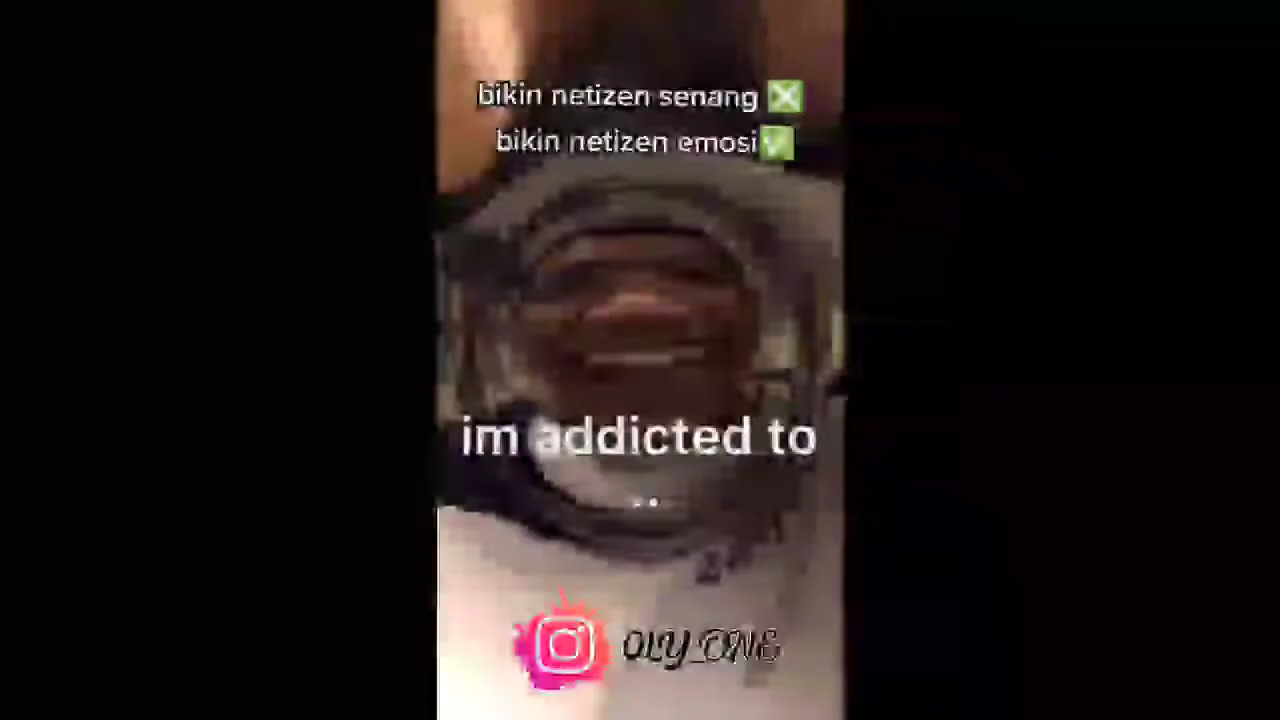 bikin netizen senang ❎
bikin netizen emosi✅
im addicted to
..
OLY_ONE